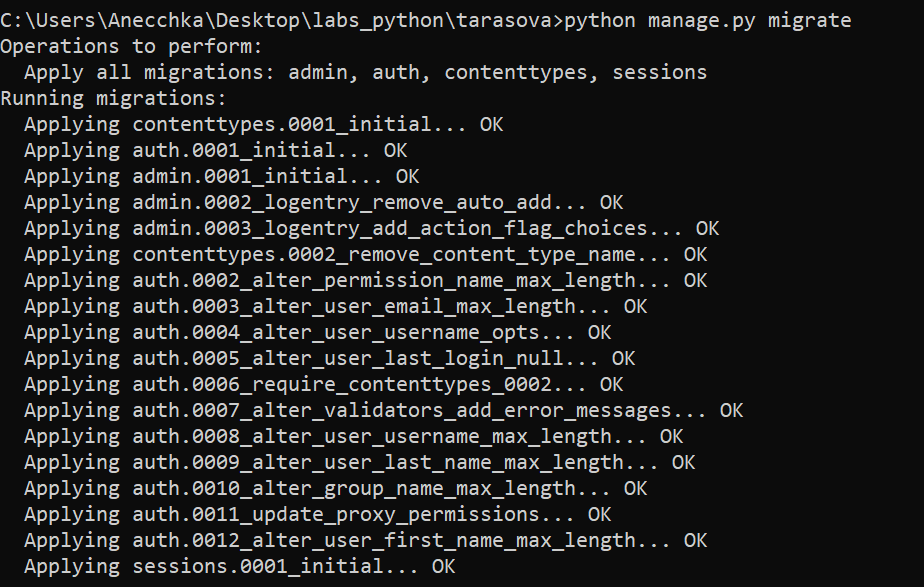 C:\Users\Anecchka\Desktop\labs_python\tarasova>python manage.py migrate
Operations to perform:
  Apply all migrations: admin, auth, contenttypes, sessions
Running migrations:
  Applying contenttypes.0001_initial... OK
  Applying auth.0001_initial... OK
  Applying admin.0001_initial... OK
  Applying admin.0002_logentry_remove_auto_add... OK
  Applying admin.0003_logentry_add_action_flag_choices... OK
  Applying contenttypes.0002_remove_content_type_name... OK
  Applying auth.0002_alter_permission_name_max_length... OK
  Applying auth.0003_alter_user_email_max_length... OK
  Applying auth.0004_alter_user_username_opts... OK
  Applying auth.0005_alter_user_last_login_null... OK
  Applying auth.0006_require_contenttypes_0002... OK
  Applying auth.0007_alter_validators_add_error_messages... OK
  Applying auth.0008_alter_user_username_max_length... OK
  Applying auth.0009_alter_user_last_name_max_length... OK
  Applying auth.0010_alter_group_name_max_length... OK
  Applying auth.0011_update_proxy_permissions... OK
  Applying auth.0012_alter_user_first_name_max_length... OK
  Applying sessions.0001_initial... OK